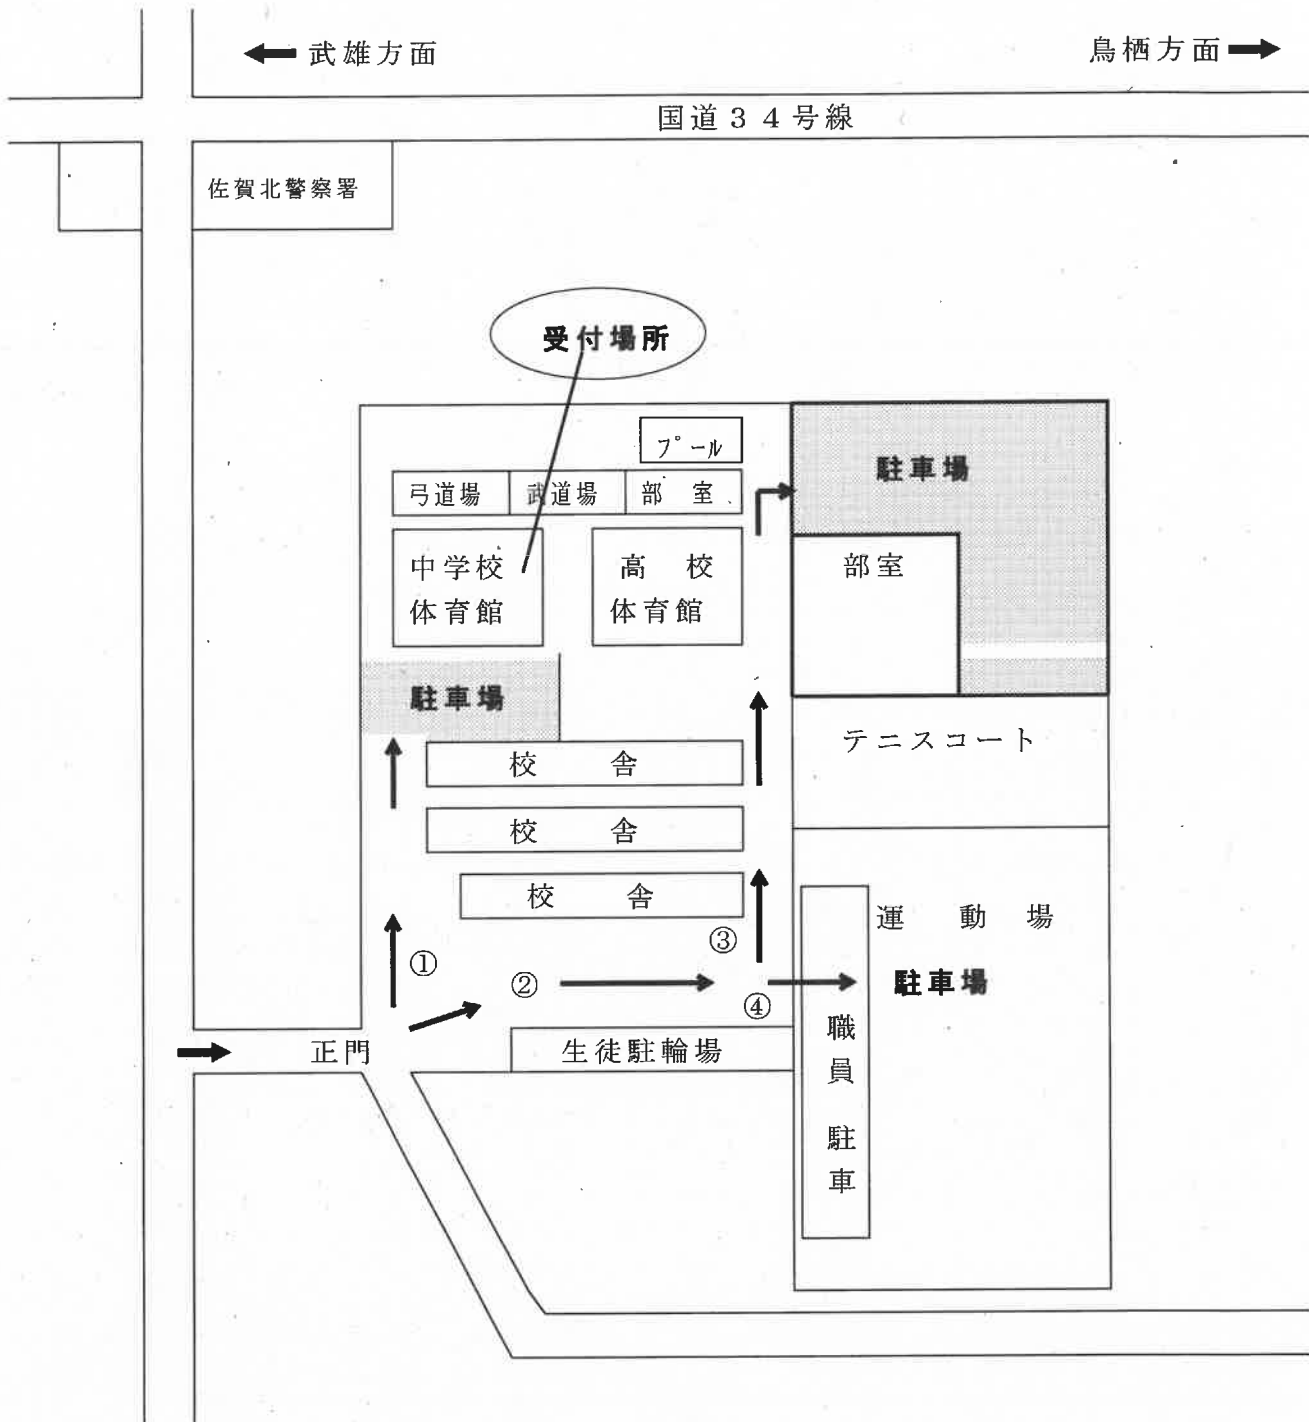 武雄方面
鳥栖方面
国道３４号線
佐賀北警察署
受付場所
プール
駐車場
弓道場
武道場
部室
中学校
体育館
高校
体育館
部室
駐車場
テニスコート
校舎
校舎
校舎
運動場
①
②
③
④
駐車場
正門
生徒駐輪場
職員駐車